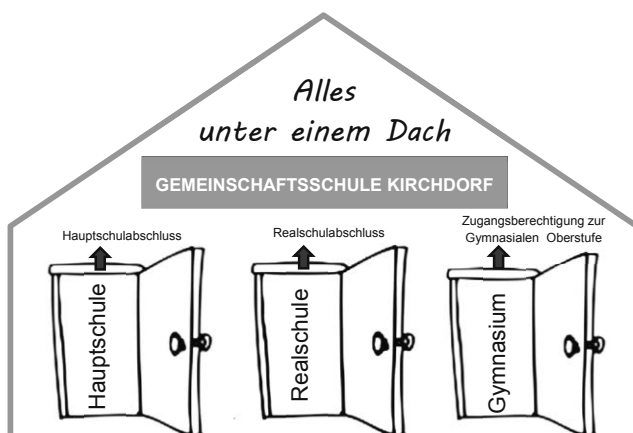 Alles
unter einem Dach
GEMEINSCHAFTSSCHULE KIRCHDORF
Hauptschulabschluss
Realschulabschluss
Zugangsberechtigung zur
Gymnasialen Oberstufe
Hauptschule
Realschule
Gymnasium